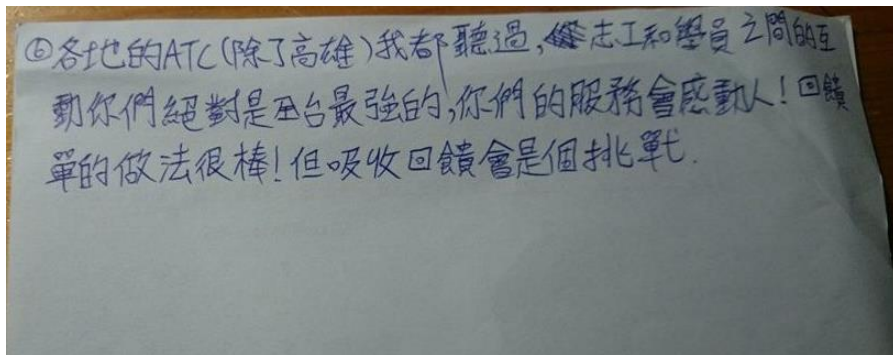 ⑥各地的ATC(除了高雄)我都聽過,志工和學員之間的互
動你們絕對是全台最強的,你們的服務會感動人!回饋
單的做法很棒!但吸收回饋會是個挑戰.